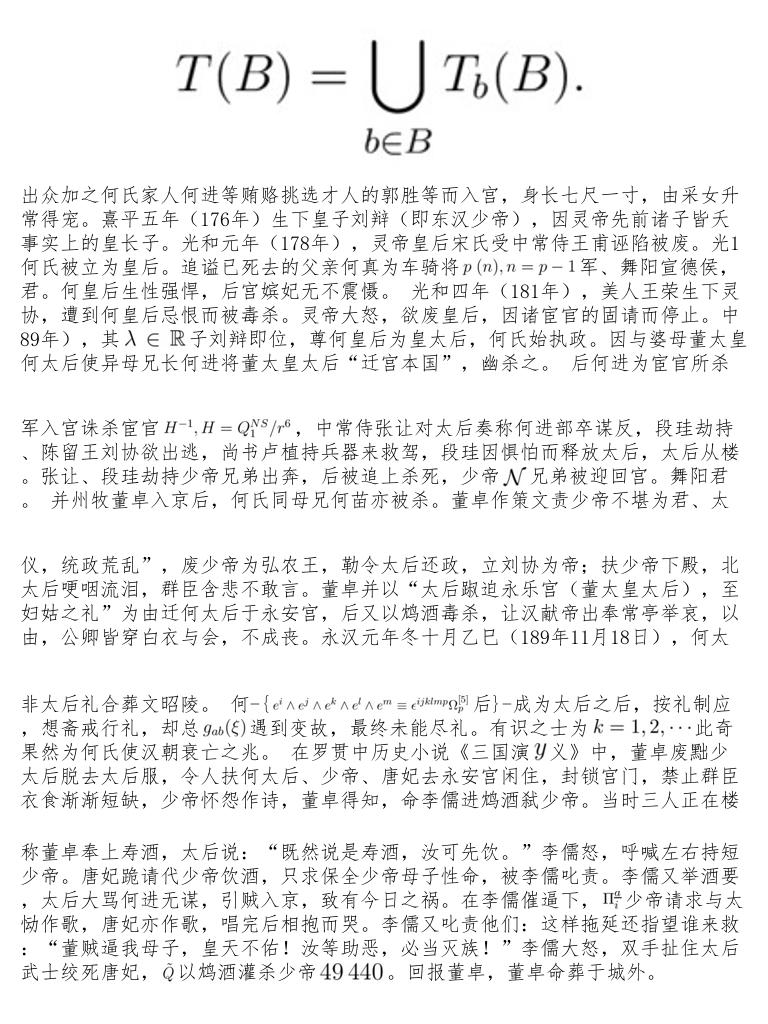 T(B) = \bigcup_{b \in B} T_b(B).
出众加之何氏家人何进等贿赂挑选才人的郭胜等而入宫，身长七尺一寸，由采女升
常得宠。熹平五年（176年）生下皇子刘辩（即东汉少帝），因灵帝先前诸子皆夭
事实上的皇长子。光和元年（178年），灵帝皇后宋氏受中常侍王甫诬陷被废。光1
何氏被立为皇后。追谥已死去的父亲何真为车骑将 p(n), n = p − 1 军、舞阳宣德侯，
君。何皇后生性强悍，后宫嫔妃无不震慑。 光和四年（181年），美人王荣生下灵
协，遭到何皇后忌恨而被毒杀。灵帝大怒，欲废皇后，因诸宦官的固请而停止。中
89年），其 λ ∈ ℝ 子刘辩即位，尊何皇后为皇太后，何氏始执政。因与婆母董太皇
何太后使异母兄长何进将董太皇太后“迁宫本国”，幽杀之。 后何进为宦官所杀
军入宫诛杀宦官 H^{-1}, H = Q_1^{NS}/r^6，中常侍张让对太后奏称何进部卒谋反，段珪劫持
、陈留王刘协欲出逃，尚书卢植持兵器来救驾，段珪因惧怕而释放太后，太后从楼
。张让、段珪劫持少帝兄弟出奔，后被追上杀死，少帝 𝒩 兄弟被迎回宫。舞阳君
。 并州牧董卓入京后，何氏同母兄何苗亦被杀。董卓作策文责少帝不堪为君、太
仪，统政荒乱”，废少帝为弘农王，勒令太后还政，立刘协为帝；扶少帝下殿，北
太后哽咽流泪，群臣含悲不敢言。董卓并以“太后踧迫永乐宫（董太皇太后），至
妇姑之礼”为由迁何太后于永安宫，后又以鸩酒毒杀，让汉献帝出奉常亭举哀，以
由，公卿皆穿白衣与会，不成丧。永汉元年冬十月乙巳（189年11月18日），何太
非太后礼合葬文昭陵。 何-{ e^i ∧ e^j ∧ e^k ∧ e^l ∧ e^m ≡ ϵ^{ijklmp}Ω_p^{[5]} 后}-成为太后之后，按礼制应
，想斋戒行礼，却总 g_{ab}(ξ) 遇到变故，最终未能尽礼。有识之士为 k = 1, 2, ⋯ 此奇
果然为何氏使汉朝衰亡之兆。 在罗贯中历史小说《三国演 y 义》中，董卓废黜少
太后脱去太后服，令人扶何太后、少帝、唐妃去永安宫闲住，封锁宫门，禁止群臣
衣食渐渐短缺，少帝怀怨作诗，董卓得知，命李儒进鸩酒弑少帝。当时三人正在楼
称董卓奉上寿酒，太后说：“既然说是寿酒，汝可先饮。”李儒怒，呼喊左右持短
少帝。唐妃跪请代少帝饮酒，只求保全少帝母子性命，被李儒叱责。李儒又举酒要
，太后大骂何进无谋，引贼入京，致有今日之祸。在李儒催逼下， Π_i^a 少帝请求与太
恸作歌，唐妃亦作歌，唱完后相抱而哭。李儒又叱责他们：这样拖延还指望谁来救
：“董贼逼我母子，皇天不佑！汝等助恶，必当灭族！”李儒大怒，双手扯住太后
武士绞死唐妃，Q̃ 以鸩酒灌杀少帝 49 440。回报董卓，董卓命葬于城外。